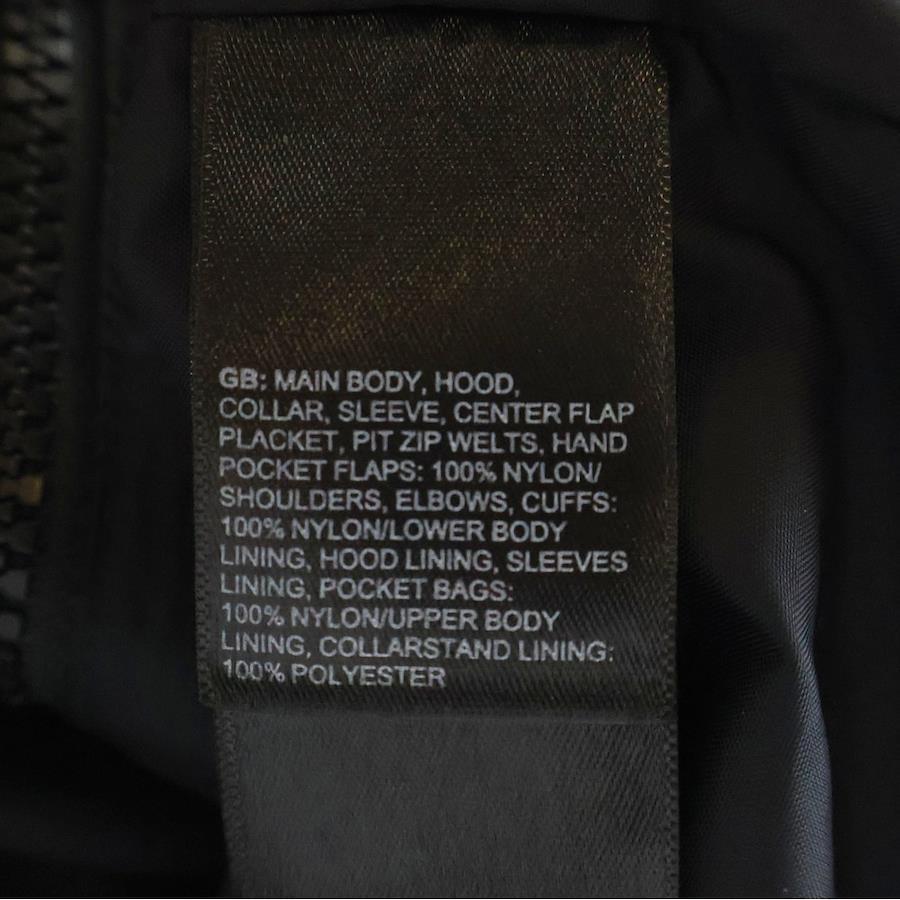 GB: MAIN BODY, HOOD,
COLLAR, SLEEVE, CENTER FLAP
PLACKET, PIT ZIP WELTS, HAND
POCKET FLAPS: 100% NYLON/
SHOULDERS, ELBOWS, CUFFS:
100% NYLON/LOWER BODY
LINING, HOOD LINING, SLEEVES
LINING, POCKET BAGS:
100% NYLON/UPPER BODY
LINING, COLLARSTAND LINING:
100% POLYESTER